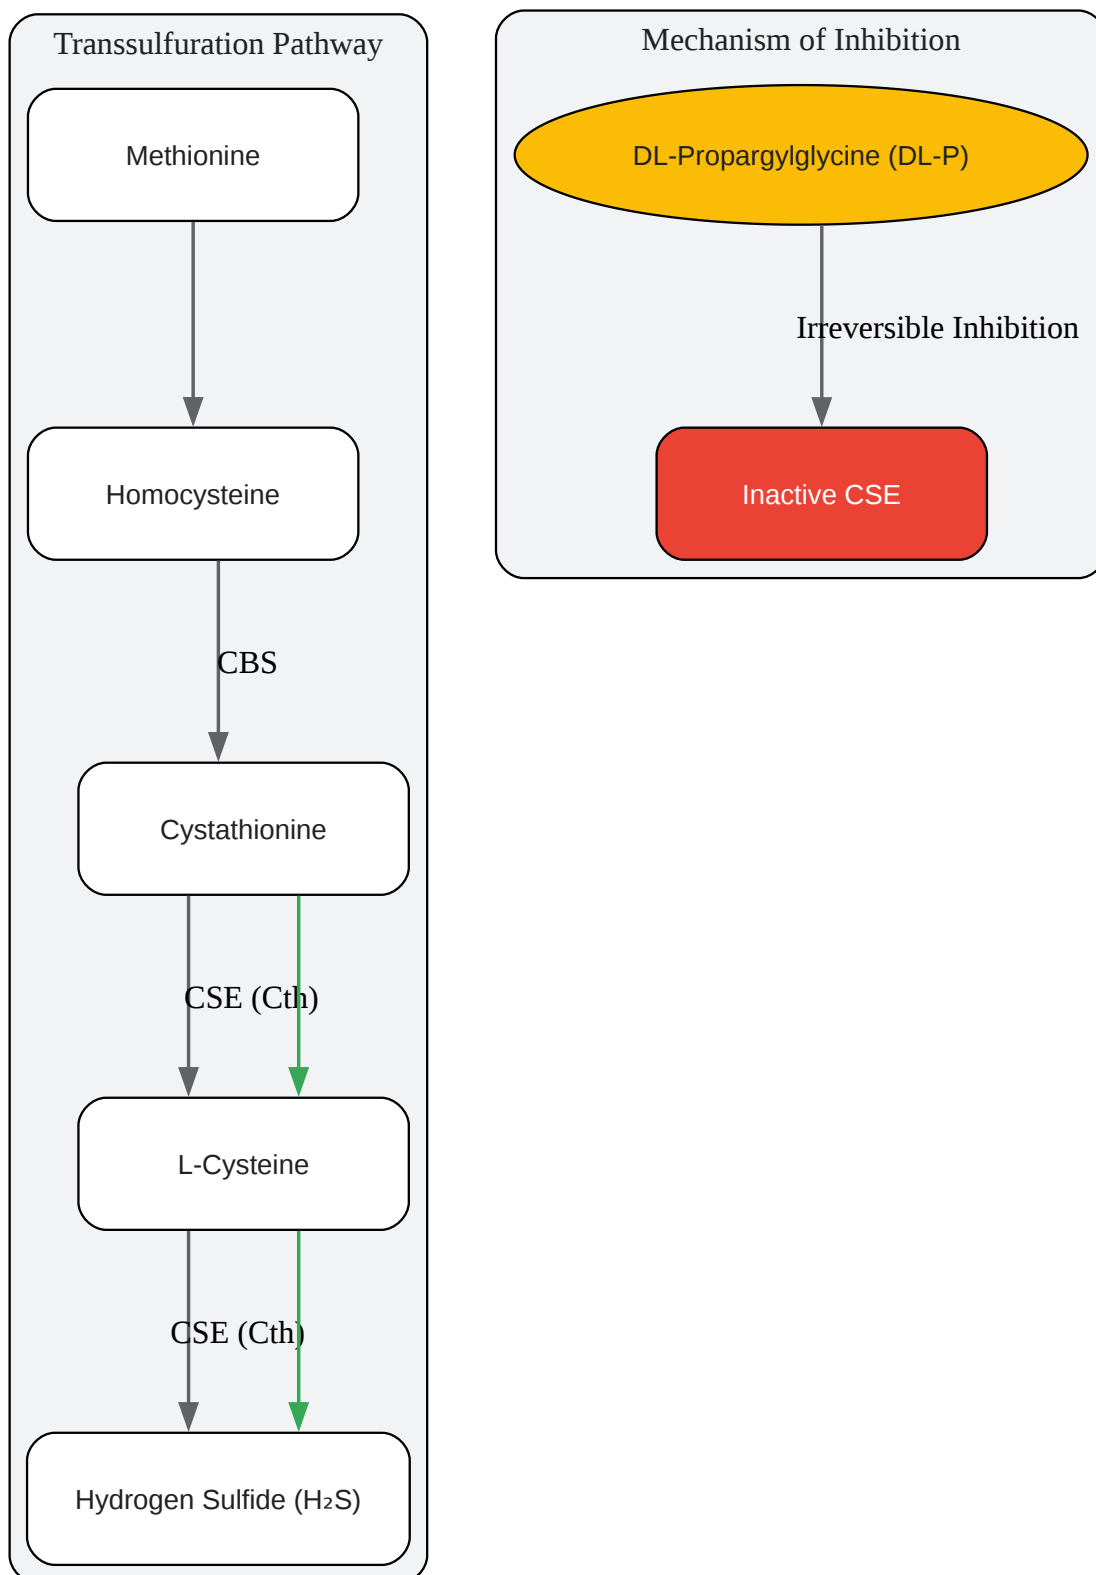 Transsulfuration Pathway
Methionine
Homocysteine
CBS
Cystathionine
CSE (Cth)
L-Cysteine
CSE (Cth)
Hydrogen Sulfide (H₂S)
Mechanism of Inhibition
DL-Propargylglycine (DL-P)
Irreversible Inhibition
Inactive CSE